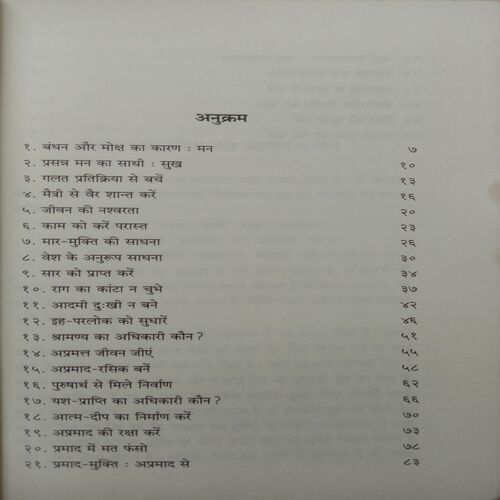 अनुक्रम
१. बंधन और मोक्ष का कारण : मन ७
२. प्रसन्न मन का साथी : सुख १०
३. गलत प्रतिक्रिया से बचें १३
४. मैत्री से वैर शान्त करें १६
५. जीवन की नश्वरता २०
६. काम को करें परास्त २३
७. मार-मुक्ति की साधना २६
८. वेश के अनुरूप साधना ३०
९. सार को प्राप्त करें ३४
१०. राग का कांटा न चुभे ३७
११. आदमी दुःखी न बने ४२
१२. इह-परलोक को सुधारें ४६
१३. श्रामण्य का अधिकारी कौन ? ५१
१४. अप्रमत्त जीवन जीएं ५५
१५. अप्रमाद-रसिक बनें ५८
१६. पुरुषार्थ से मिले निर्वाण ६२
१७. यश-प्राप्ति का अधिकारी कौन ? ६६
१८. आत्म-दीप का निर्माण करें ७०
१९. अप्रमाद की रक्षा करें ७३
२०. प्रमाद में मत फंसो ७८
२१. प्रमाद-मुक्ति : अप्रमाद से ८३